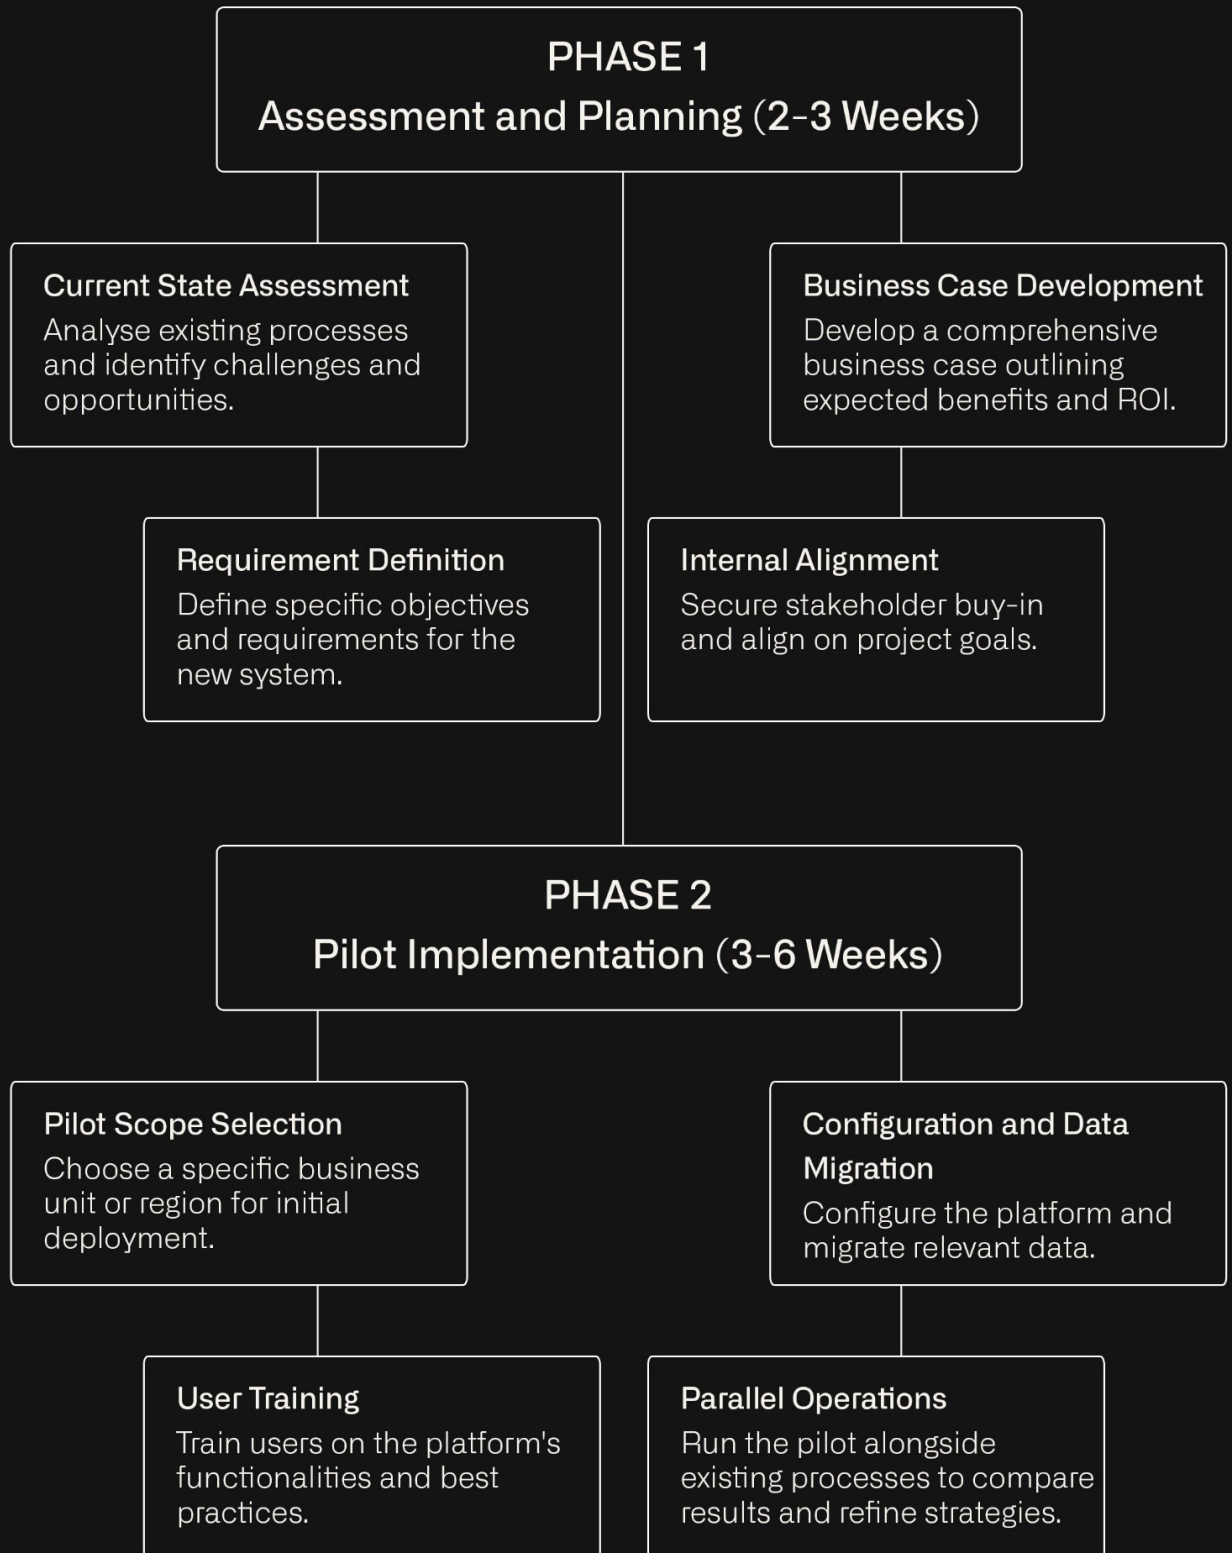 PHASE 1
Assessment and Planning (2-3 Weeks)
Current State Assessment
Analyse existing processes
and identify challenges and
opportunities.
Business Case Development
Develop a comprehensive
business case outlining
expected benefits and ROI.
Requirement Definition
Define specific objectives
and requirements for the
new system.
Internal Alignment
Secure stakeholder buy-in
and align on project goals.
PHASE 2
Pilot Implementation (3-6 Weeks)
Pilot Scope Selection
Choose a specific business
unit or region for initial
deployment.
Configuration and Data
Migration
Configure the platform and
migrate relevant data.
User Training
Train users on the platform's
functionalities and best
practices.
Parallel Operations
Run the pilot alongside
existing processes to compare
results and refine strategies.